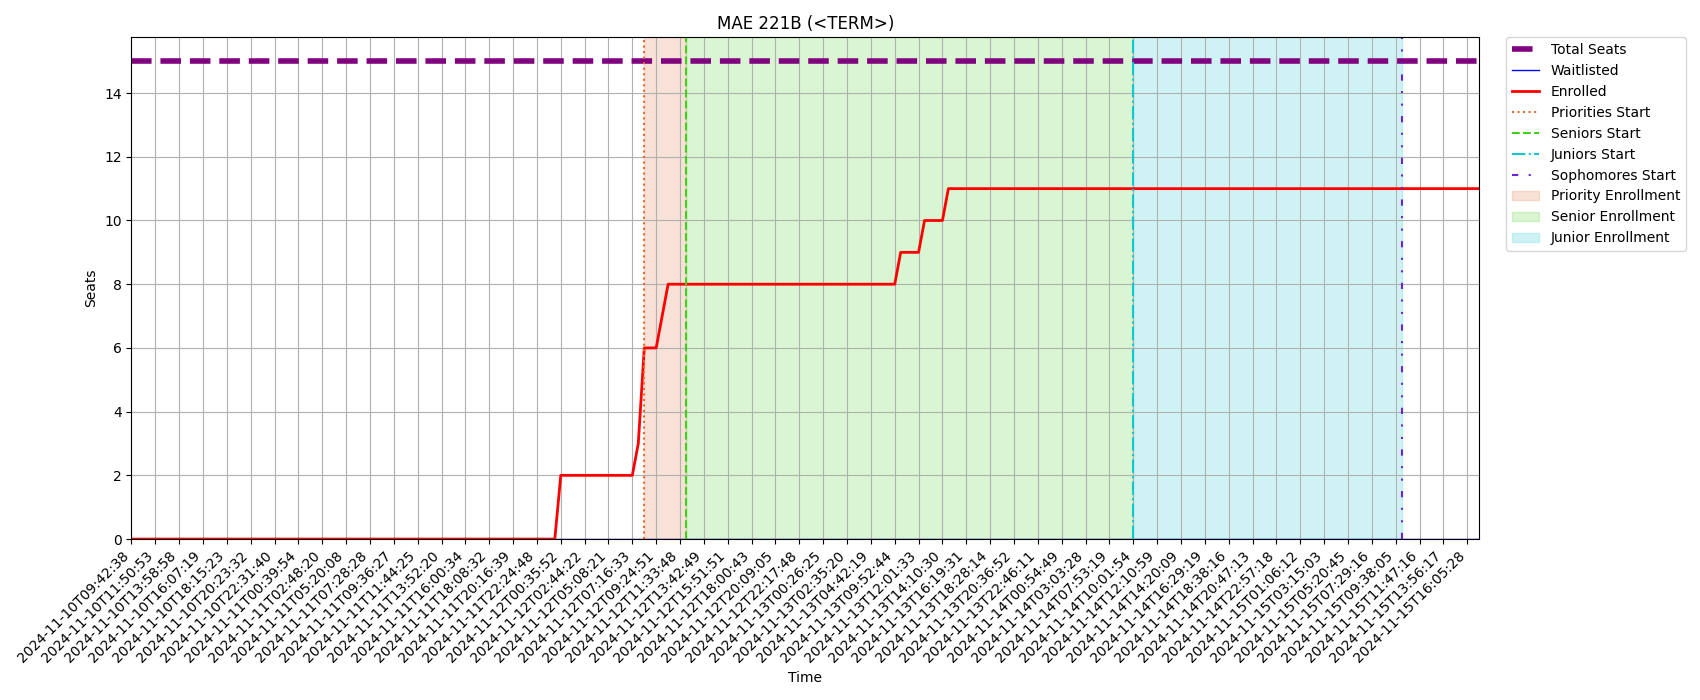 MAE 221B (<TERM>)
Total Seats
Waitlisted
Enrolled
Priorities Start
Seniors Start
Juniors Start
Sophomores Start
Priority Enrollment
Senior Enrollment
Junior Enrollment
Seats
14
12
10
8
6
4
2
0
2024-11-10T09:42:38
2024-11-10T11:50:53
2024-11-10T13:58:58
2024-11-10T16:07:19
2024-11-10T18:15:23
2024-11-10T20:23:32
2024-11-10T22:31:40
2024-11-11T00:39:54
2024-11-11T02:48:20
2024-11-11T05:20:08
2024-11-11T07:28:28
2024-11-11T09:36:27
2024-11-11T11:44:25
2024-11-11T13:52:20
2024-11-11T16:00:34
2024-11-11T18:08:32
2024-11-11T20:16:39
2024-11-11T22:24:48
2024-11-12T00:35:52
2024-11-12T02:44:22
2024-11-12T05:08:21
2024-11-12T07:16:33
2024-11-12T09:24:51
2024-11-12T11:33:48
2024-11-12T13:42:49
2024-11-12T15:51:51
2024-11-12T18:00:43
2024-11-12T20:09:05
2024-11-12T22:17:48
2024-11-13T00:26:25
2024-11-13T02:35:20
2024-11-13T04:42:19
2024-11-13T09:52:44
2024-11-13T12:01:33
2024-11-13T14:10:30
2024-11-13T16:19:31
2024-11-13T18:28:14
2024-11-13T20:36:52
2024-11-13T22:46:11
2024-11-14T00:54:49
2024-11-14T03:03:28
2024-11-14T07:53:19
2024-11-14T10:01:54
2024-11-14T12:10:59
2024-11-14T14:20:09
2024-11-14T16:29:19
2024-11-14T18:38:16
2024-11-14T20:47:13
2024-11-14T22:57:18
2024-11-15T01:06:12
2024-11-15T03:15:03
2024-11-15T05:20:45
2024-11-15T07:29:16
2024-11-15T09:38:05
2024-11-15T11:47:16
2024-11-15T13:56:17
2024-11-15T16:05:28
Time